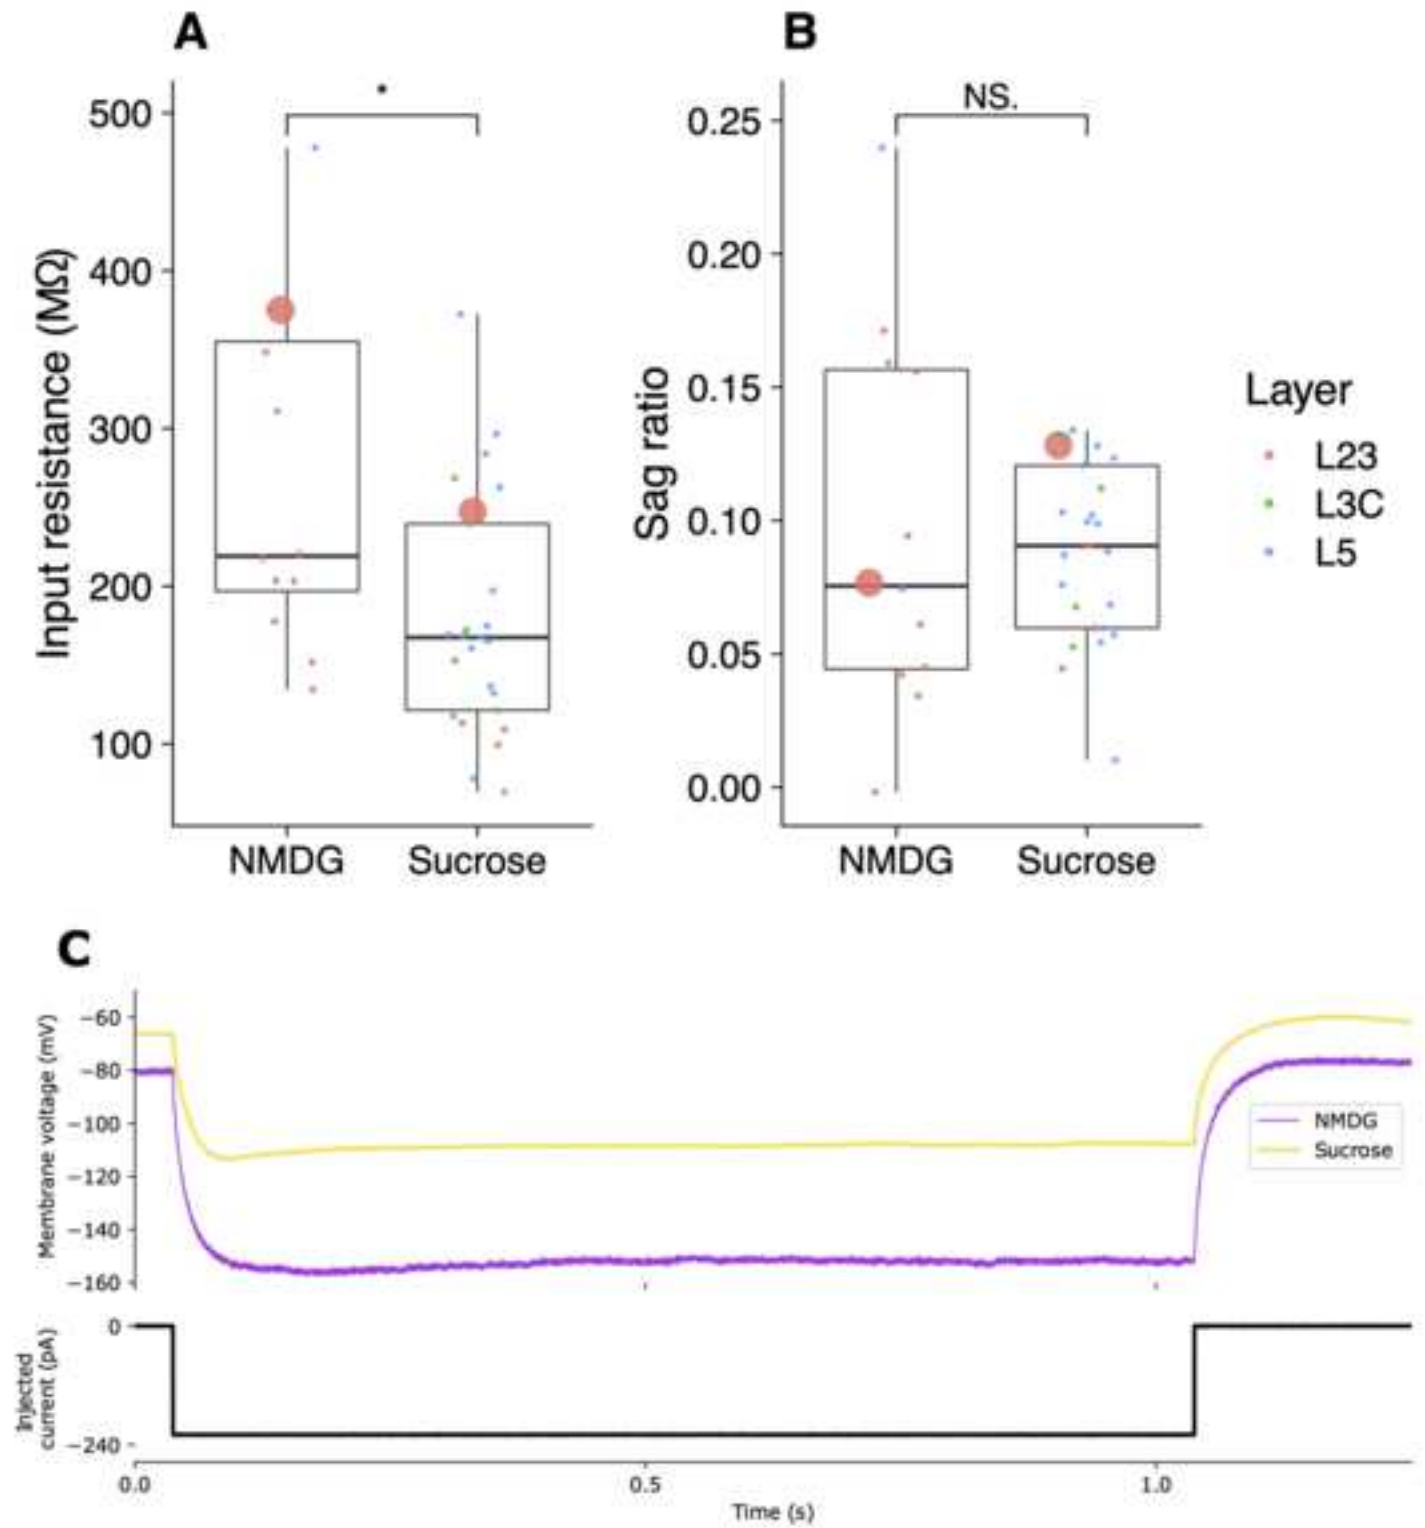 A
B
*
NS.
500
400
300
200
100
Input resistance (MΩ)
NMDG
Sucrose
0.25
0.20
0.15
0.10
0.05
0.00
Sag ratio
NMDG
Sucrose
Layer
L23
L3C
L5
C
−60
−80
−100
−120
−140
−160
Membrane voltage (mV)
NMDG
Sucrose
0
−240
Injected
current (pA)
0.0
0.5
1.0
Time (s)